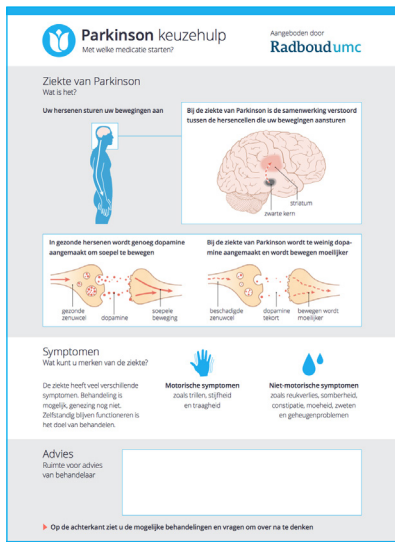 Parkinson keuzehulp
Met welke medicatie starten?
Aangeboden door
Radboudumc
Ziekte van Parkinson
Wat is het?
Uw hersenen sturen uw bewegingen aan
Bij de ziekte van Parkinson is de samenwerking verstoord
tussen de hersencellen die uw bewegingen aansturen
striatum
zwarte kern
In gezonde hersenen wordt genoeg dopamine
aangemaakt om soepel te bewegen
gezonde
zenuwcel
dopamine
soepele
beweging
Bij de ziekte van Parkinson wordt te weinig dopa-
mine aangemaakt en wordt bewegen moeilijker
beschadigde
zenuwcel
dopamine
tekort
bewegen wordt
moeilijker
Symptomen
Wat kunt u merken van de ziekte?
De ziekte heeft veel verschillende
symptomen. Behandeling is
mogelijk, genezing nog niet.
Zelfstandig blijven functioneren is
het doel van behandelen.
Motorische symptomen
zoals trillen, stijfheid
en traagheid
Niet-motorische symptomen
zoals reukverlies, somberheid,
constipatie, moeheid, zweten
en geheugenproblemen
Advies
Ruimte voor advies
van behandelaar
Op de achterkant ziet u de mogelijke behandelingen en vragen om over na te denken